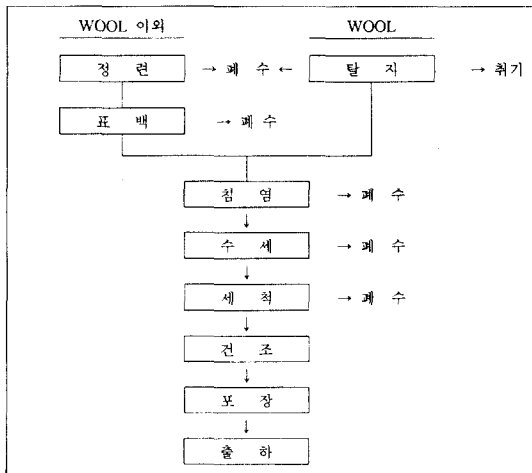 WOOL 이외 WOOL
정 련 → 폐 수 ← 탈 지 → 취기
표 백 → 폐 수
침 염 → 폐 수
↓
수 세 → 폐 수
↓
세 척 → 폐 수
↓
건 조
↓
포 장
↓
출 하